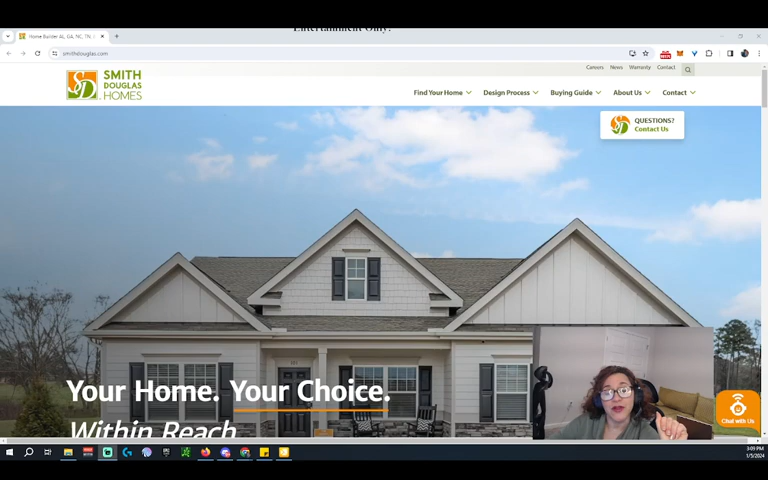 Entertainment Only!
Home Builder AL, GA, NC, TN,
smithdouglas.com
Careers News Warranty Contact
SMITH
DOUGLAS
HOMES
Find Your Home Design Process Buying Guide About Us Contact
QUESTIONS?
Contact Us
Your Home. Your Choice.
Within Reach
Chat with Us
3:09 PM
1/5/2024